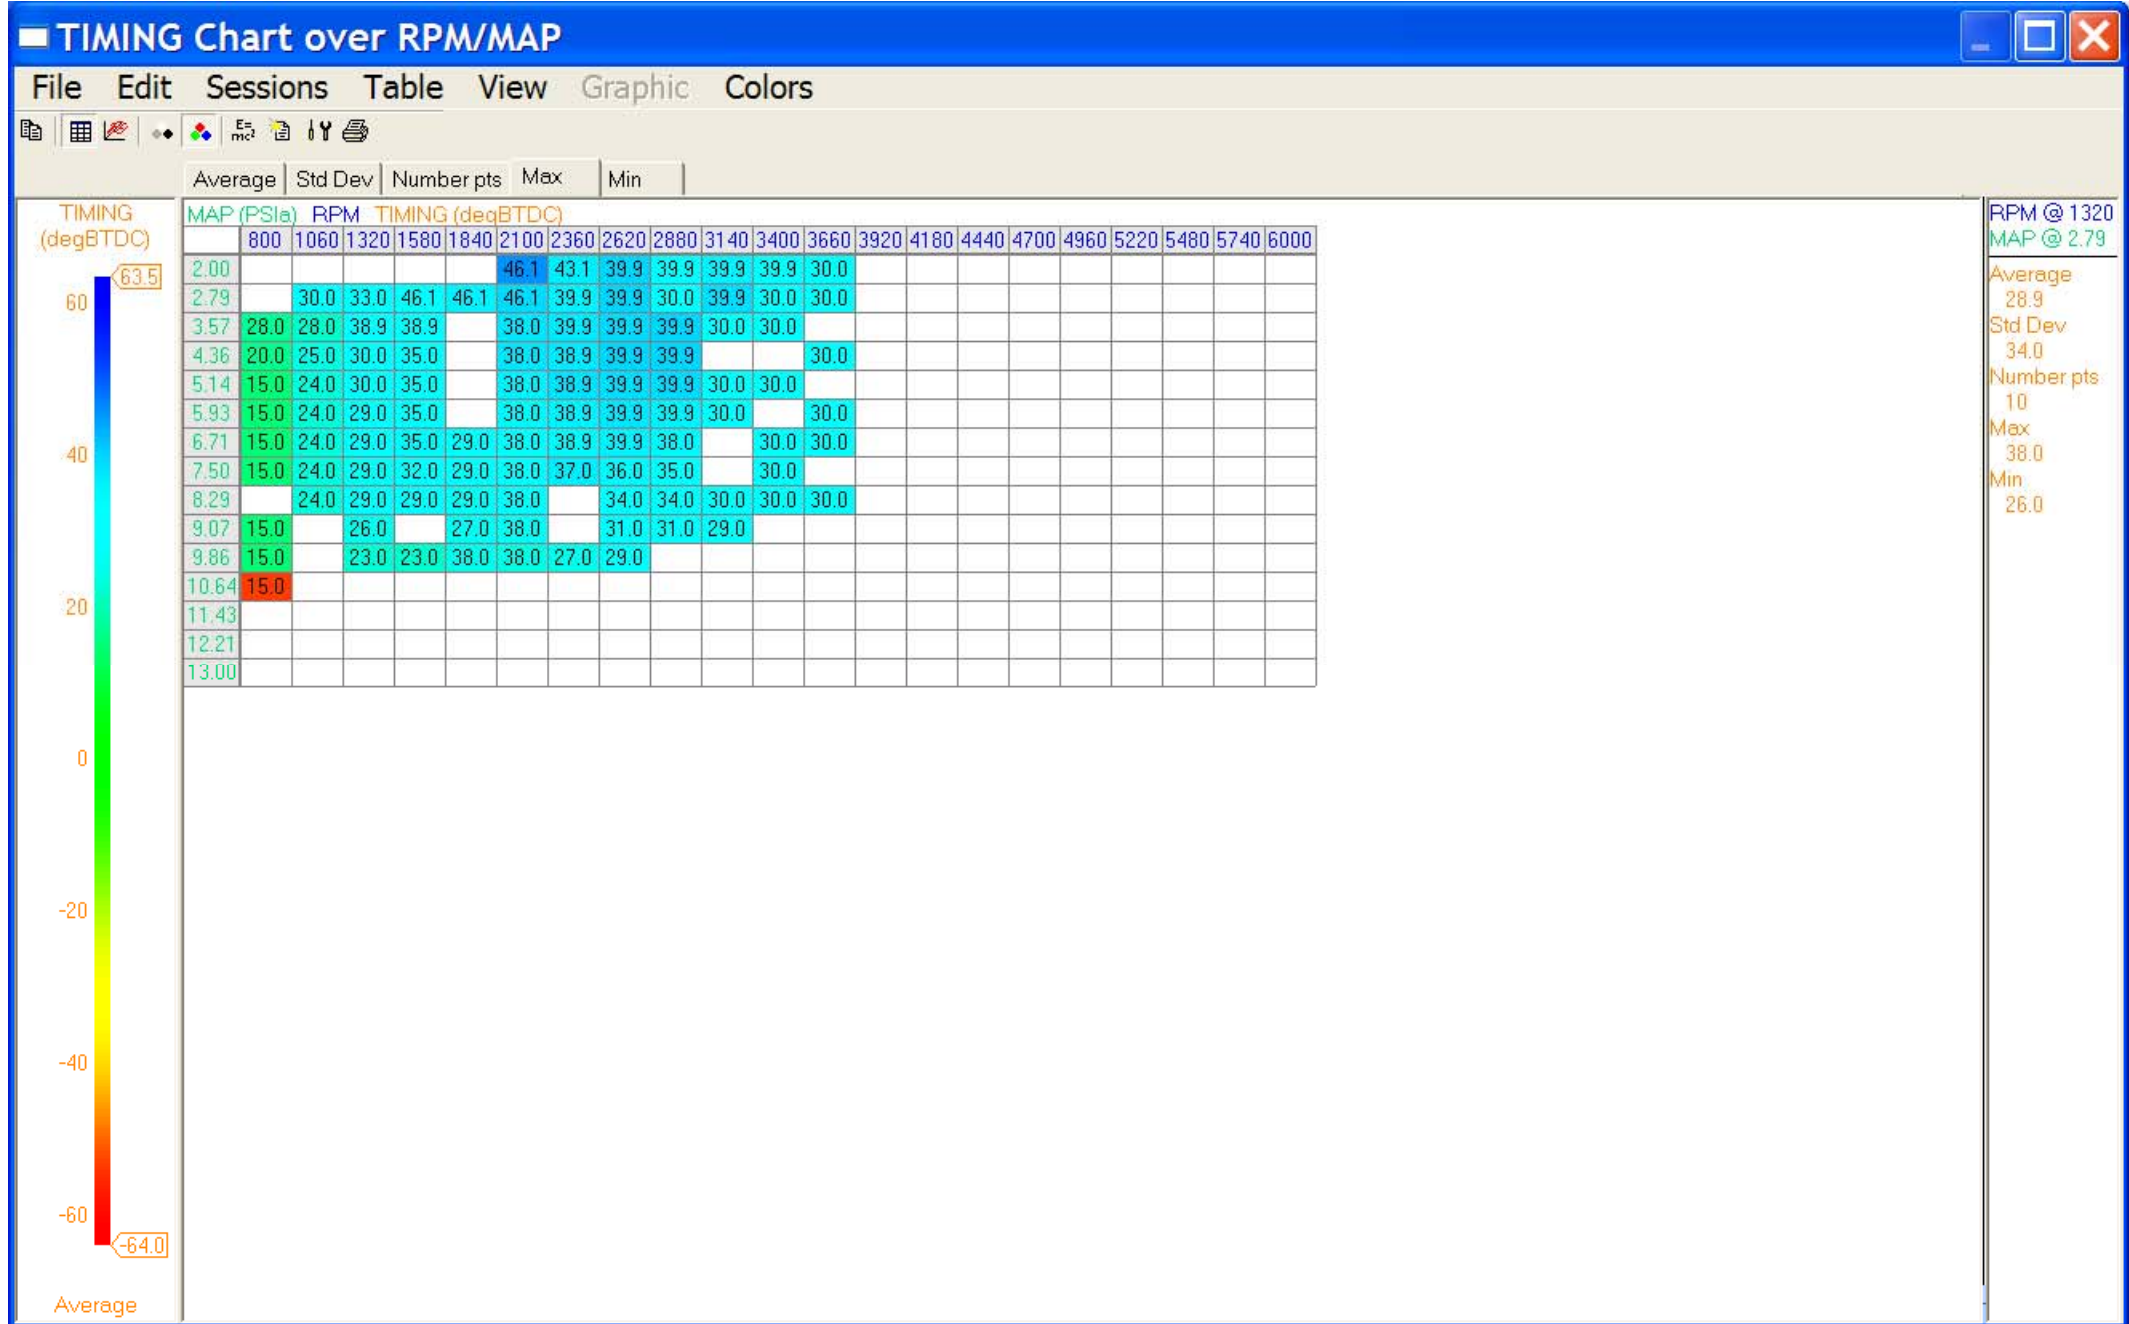 TIMING Chart over RPM/MAP
File Edit Sessions Table View Graphic Colors
E= mc²
Average Std Dev Number pts Max Min
TIMING
(degBTDC)
63.5
60
40
20
0
-20
-40
-60
-64.0
Average
MAP (PSIa) RPM TIMING (degBTDC)
800 1060 1320 1580 1840 2100 2360 2620 2880 3140 3400 3660 3920 4180 4440 4700 4960 5220 5480 5740 6000
2.00 46.1 43.1 39.9 39.9 39.9 39.9 30.0
2.79 30.0 33.0 46.1 46.1 46.1 39.9 39.9 30.0 39.9 30.0 30.0
3.57 28.0 28.0 38.9 38.9 38.0 39.9 39.9 39.9 30.0 30.0
4.36 20.0 25.0 30.0 35.0 38.0 38.9 39.9 39.9 30.0
5.14 15.0 24.0 30.0 35.0 38.0 38.9 39.9 39.9 30.0 30.0
5.93 15.0 24.0 29.0 35.0 38.0 38.9 39.9 39.9 30.0 30.0
6.71 15.0 24.0 29.0 35.0 29.0 38.0 38.9 39.9 38.0 30.0 30.0
7.50 15.0 24.0 29.0 32.0 29.0 38.0 37.0 36.0 35.0 30.0
8.29 24.0 29.0 29.0 29.0 38.0 34.0 34.0 30.0 30.0 30.0
9.07 15.0 26.0 27.0 38.0 31.0 31.0 29.0
9.86 15.0 23.0 23.0 38.0 38.0 27.0 29.0
10.64 15.0
11.43
12.21
13.00
RPM @ 1320
MAP @ 2.79
Average
28.9
Std Dev
34.0
Number pts
10
Max
38.0
Min
26.0